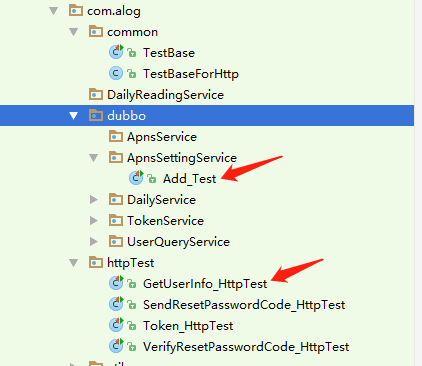 com.alog
common
TestBase
TestBaseForHttp
DailyReadingService
dubbo
ApnsService
ApnsSettingService
Add_Test
DailyService
TokenService
UserQueryService
httpTest
GetUserInfo_HttpTest
SendResetPasswordCode_HttpTest
Token_HttpTest
VerifyResetPasswordCode_HttpTest